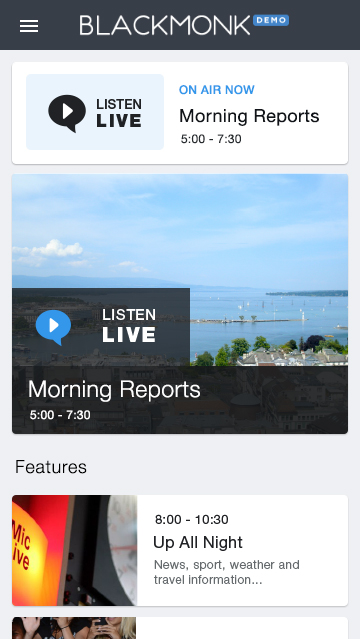 BLACKMONK DEMO
LISTEN
LIVE
ON AIR NOW
Morning Reports
5:00 - 7:30
LISTEN
LIVE
Morning Reports
5:00 - 7:30
Features
Mic
Live
8:00 - 10:30
Up All Night
News, sport, weather and
travel information...